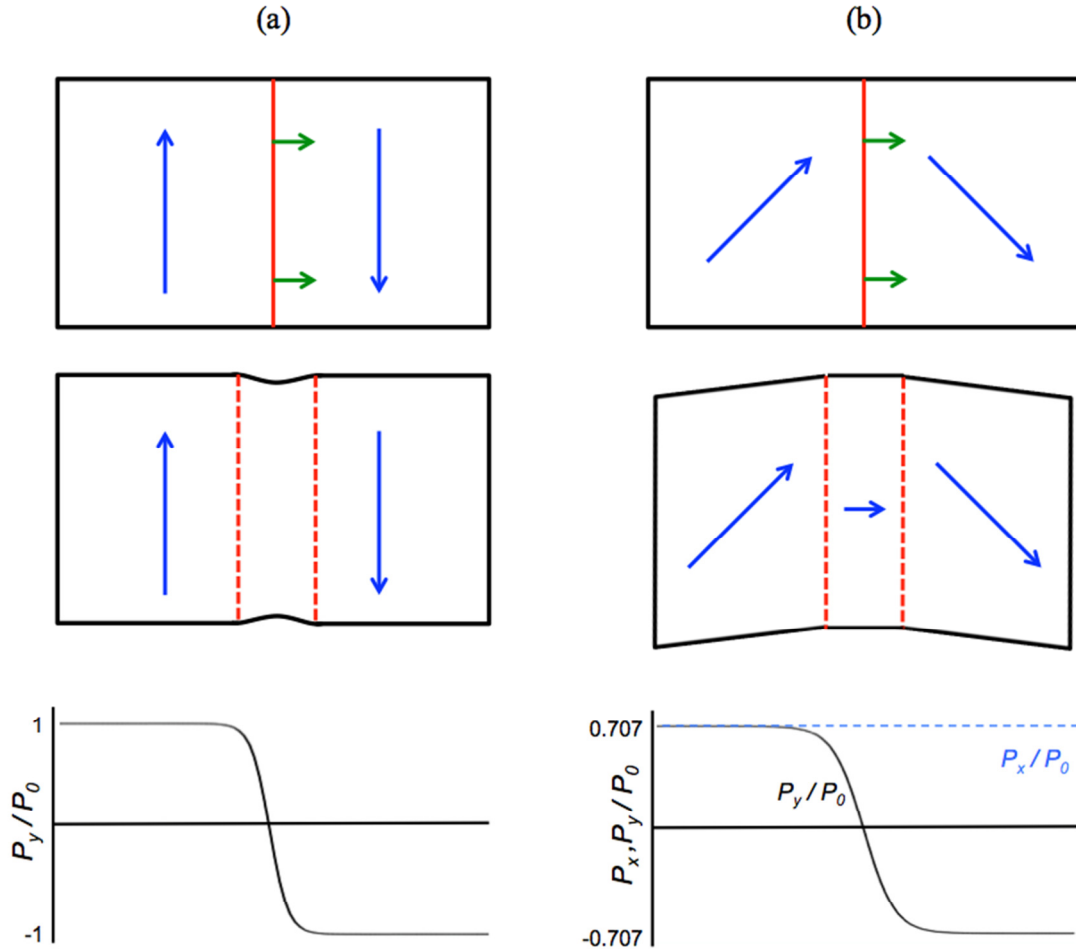 (a)
(b)
1
P_y / P_0
-1
0.707
P_x / P_0
P_y / P_0
P_x, P_y / P_0
-0.707